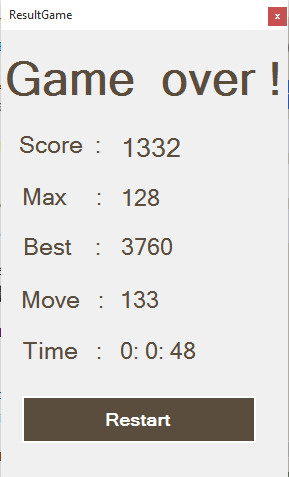 ResultGame
x
Game over !
Score : 1332
Max : 128
Best : 3760
Move : 133
Time : 0: 0: 48
Restart